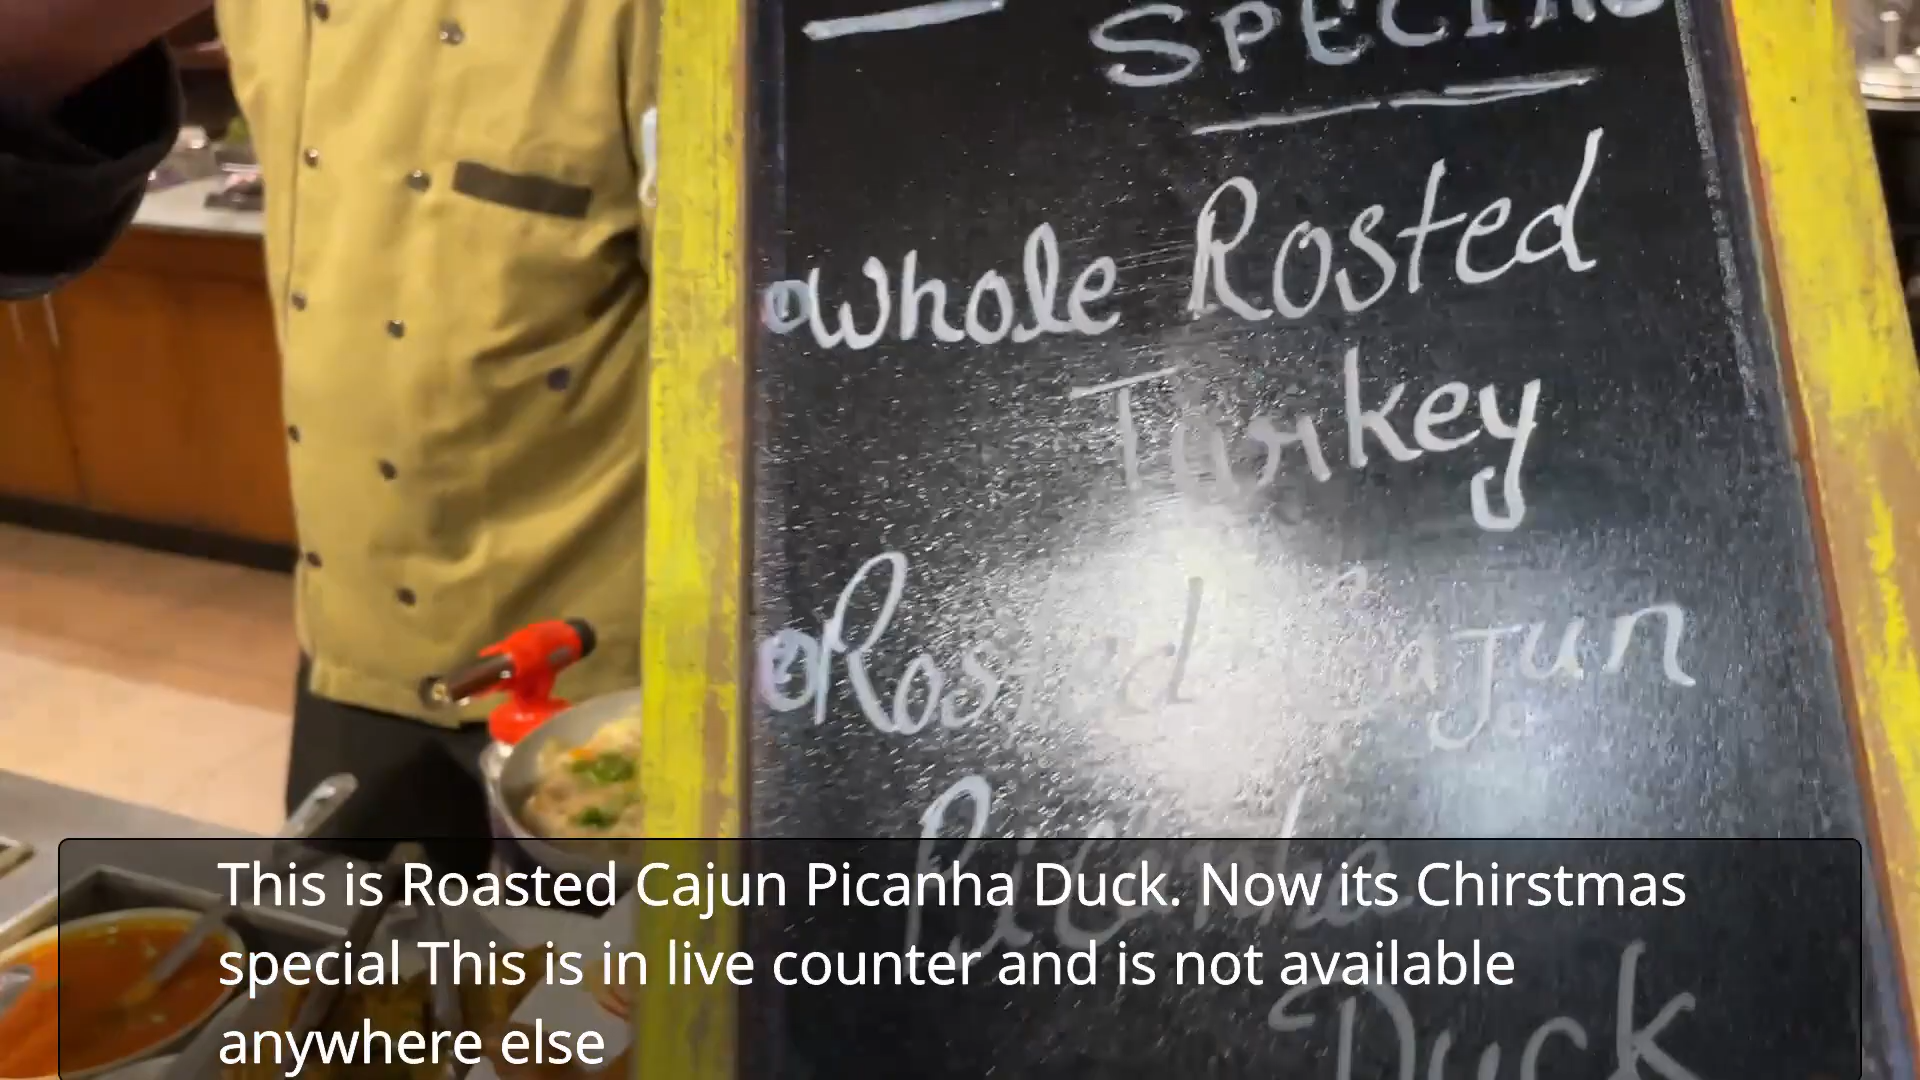 SPECIAL
Whole Rosted
Turkey
Rosted Cajun
Picanha
Duck
This is Roasted Cajun Picanha Duck. Now its Chirstmas
special This is in live counter and is not available
anywhere else